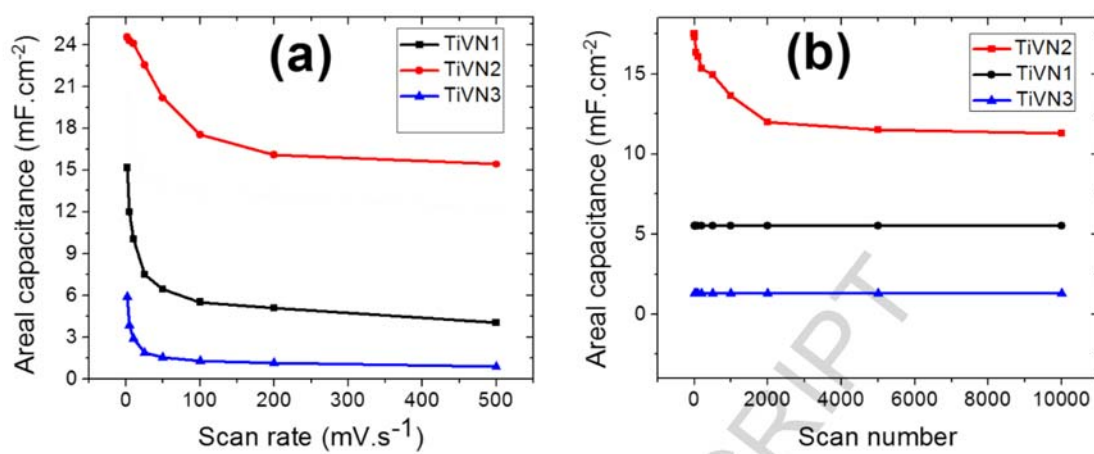 (a)
TiVN1
TiVN2
TiVN3
24
21
18
15
12
9
6
3
0
Areal capacitance (mF.cm⁻²)
0 100 200 300 400 500
Scan rate (mV.s⁻¹)
(b)
TiVN2
TiVN1
TiVN3
15
10
5
0
Areal capacitance (mF.cm⁻²)
0 2000 4000 6000 8000 10000
Scan number
RIPT